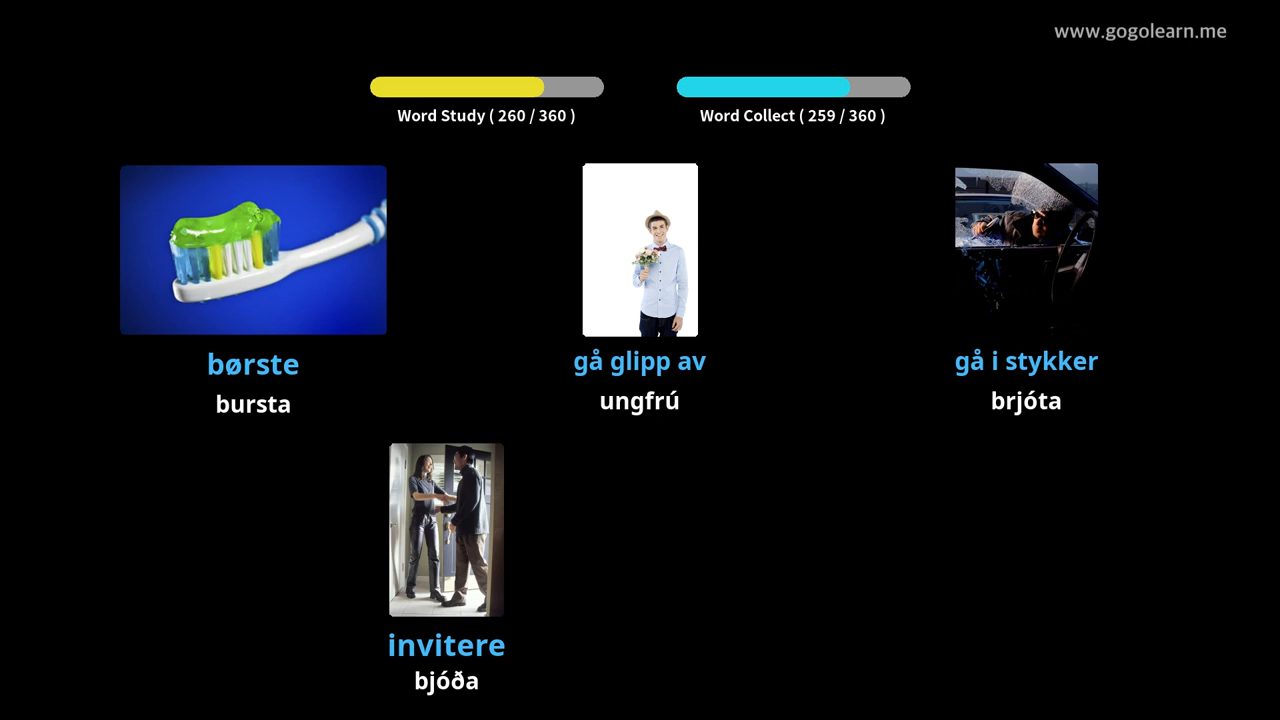 www.gogolearn.me
Word Study ( 260 / 360 )
Word Collect ( 259 / 360 )
børste
bursta
gå glipp av
ungfrú
gå i stykker
brjóta
invitere
bjóða